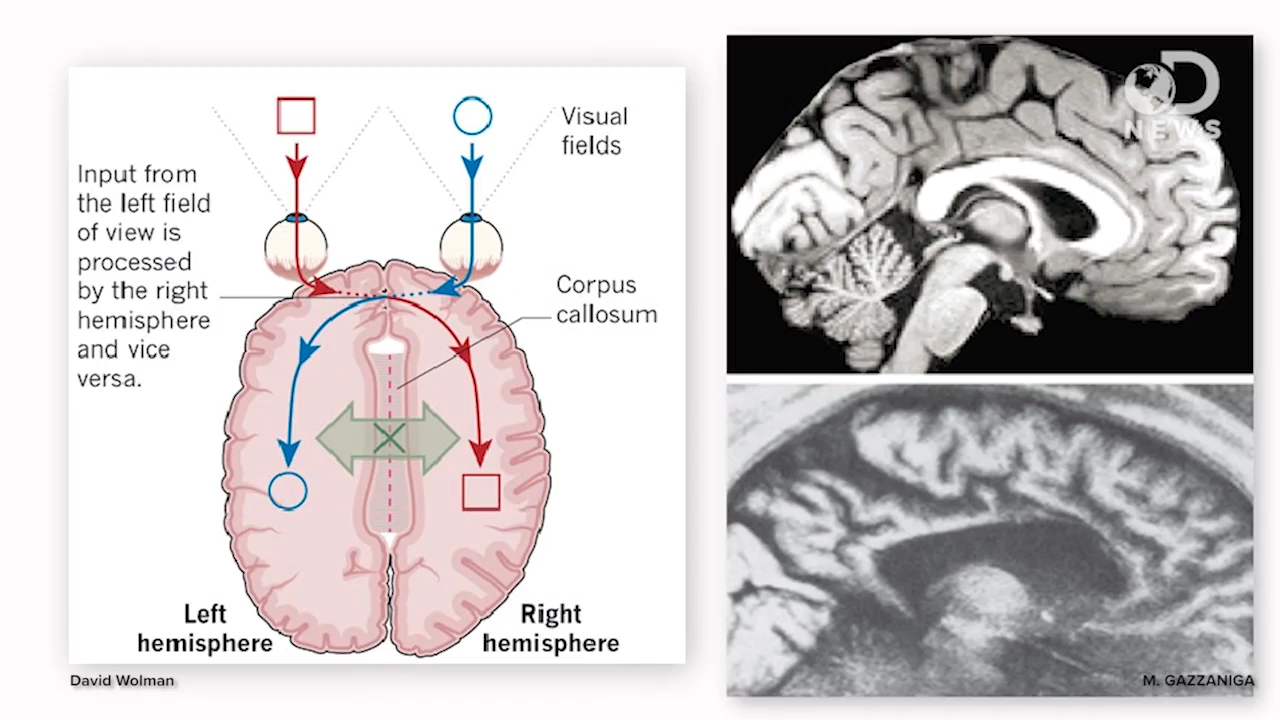 Visual
fields
Input from
the left field
of view is
processed
by the right
hemisphere
and vice
versa.
Corpus
callosum
Left
hemisphere
Right
hemisphere
David Wolman
D
NEWS
M. GAZZANIGA